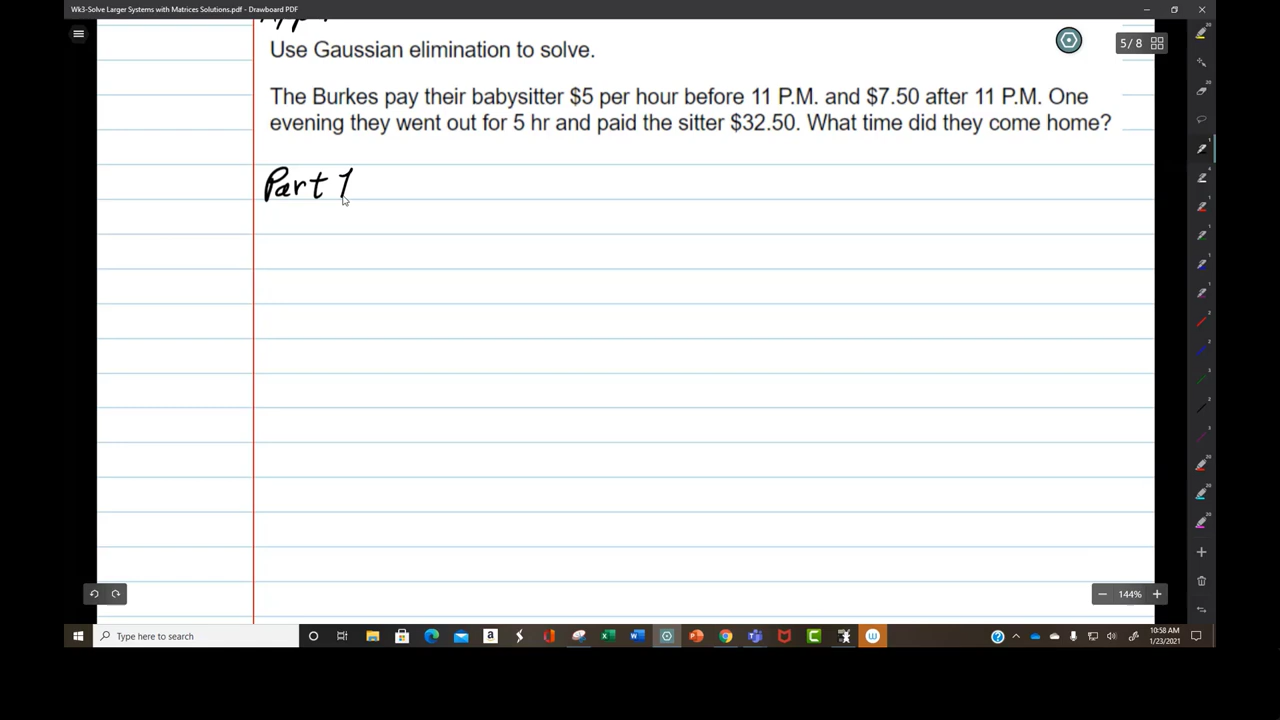 Wk3-Solve Larger Systems with Matrices Solutions.pdf - Drawboard PDF
5 / 8
Use Gaussian elimination to solve.
The Burkes pay their babysitter $5 per hour before 11 P.M. and $7.50 after 11 P.M. One
evening they went out for 5 hr and paid the sitter $32.50. What time did they come home?
Part 1
144%
Type here to search
10:58 AM
1/23/2021